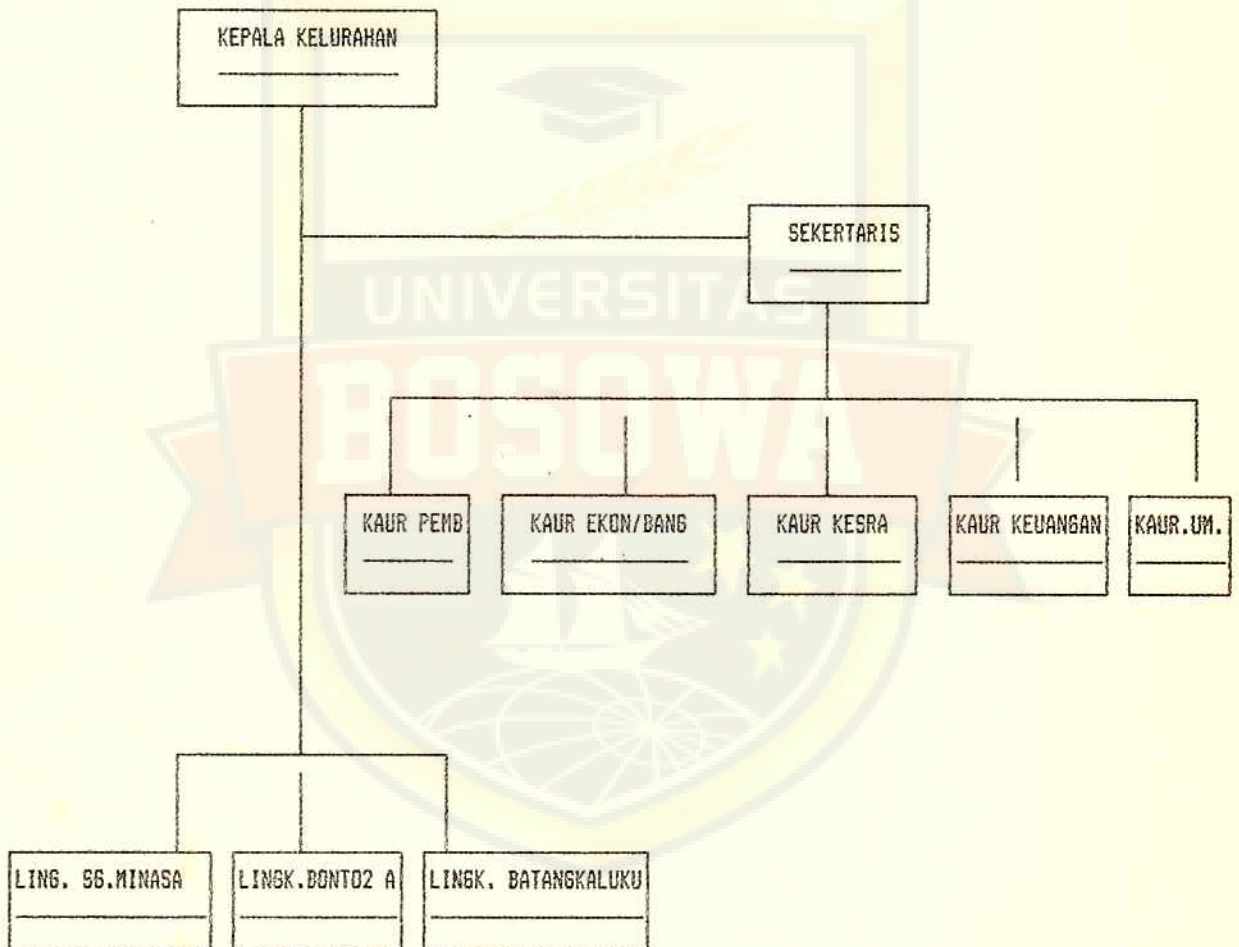 KEPALA KELURAHAN
SEKERTARIS
UNIVERSITAS
BOSOWA
KAUR PEMB
KAUR EKON/BANG
KAUR KESRA
KAUR KEUANGAN
KAUR.UM.
LING. SG.MINASA
LINGK.BONTO2 A
LINGK. BATANGKALUKU